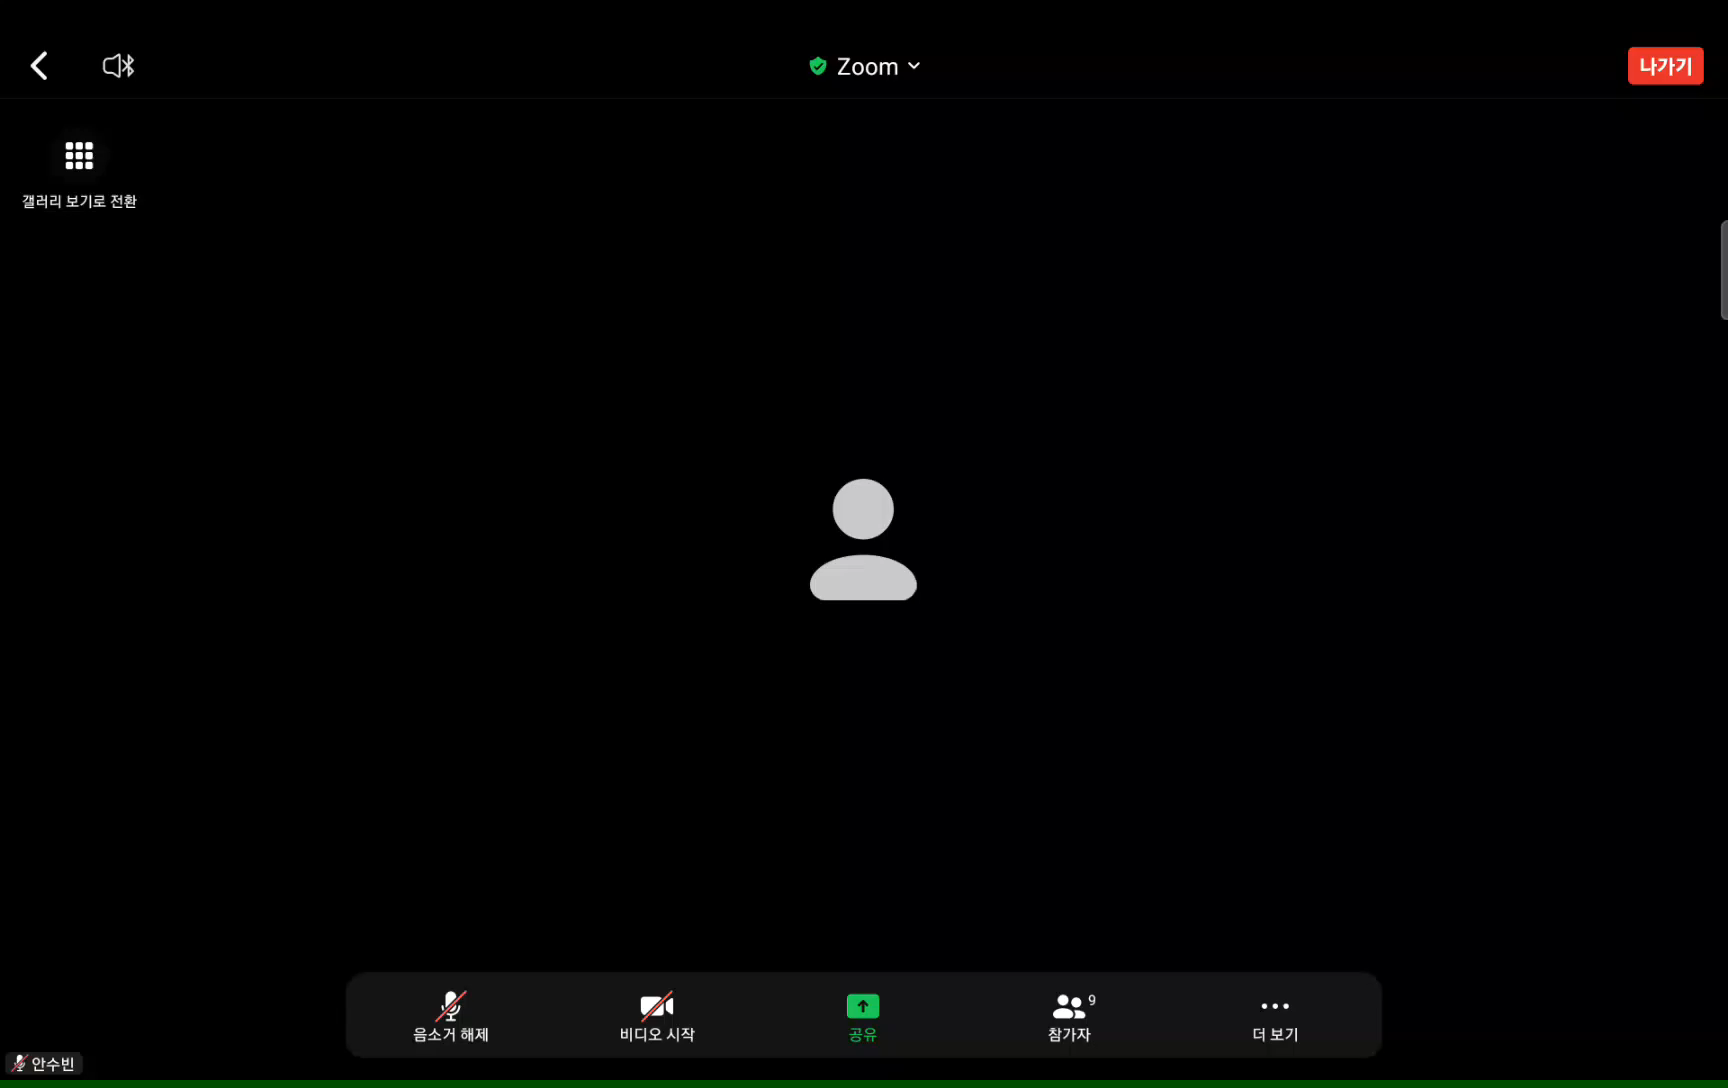 Zoom
나가기
갤러리 보기로 전환
음소거 해제
비디오 시작
공유
9
참가자
더 보기
안수빈